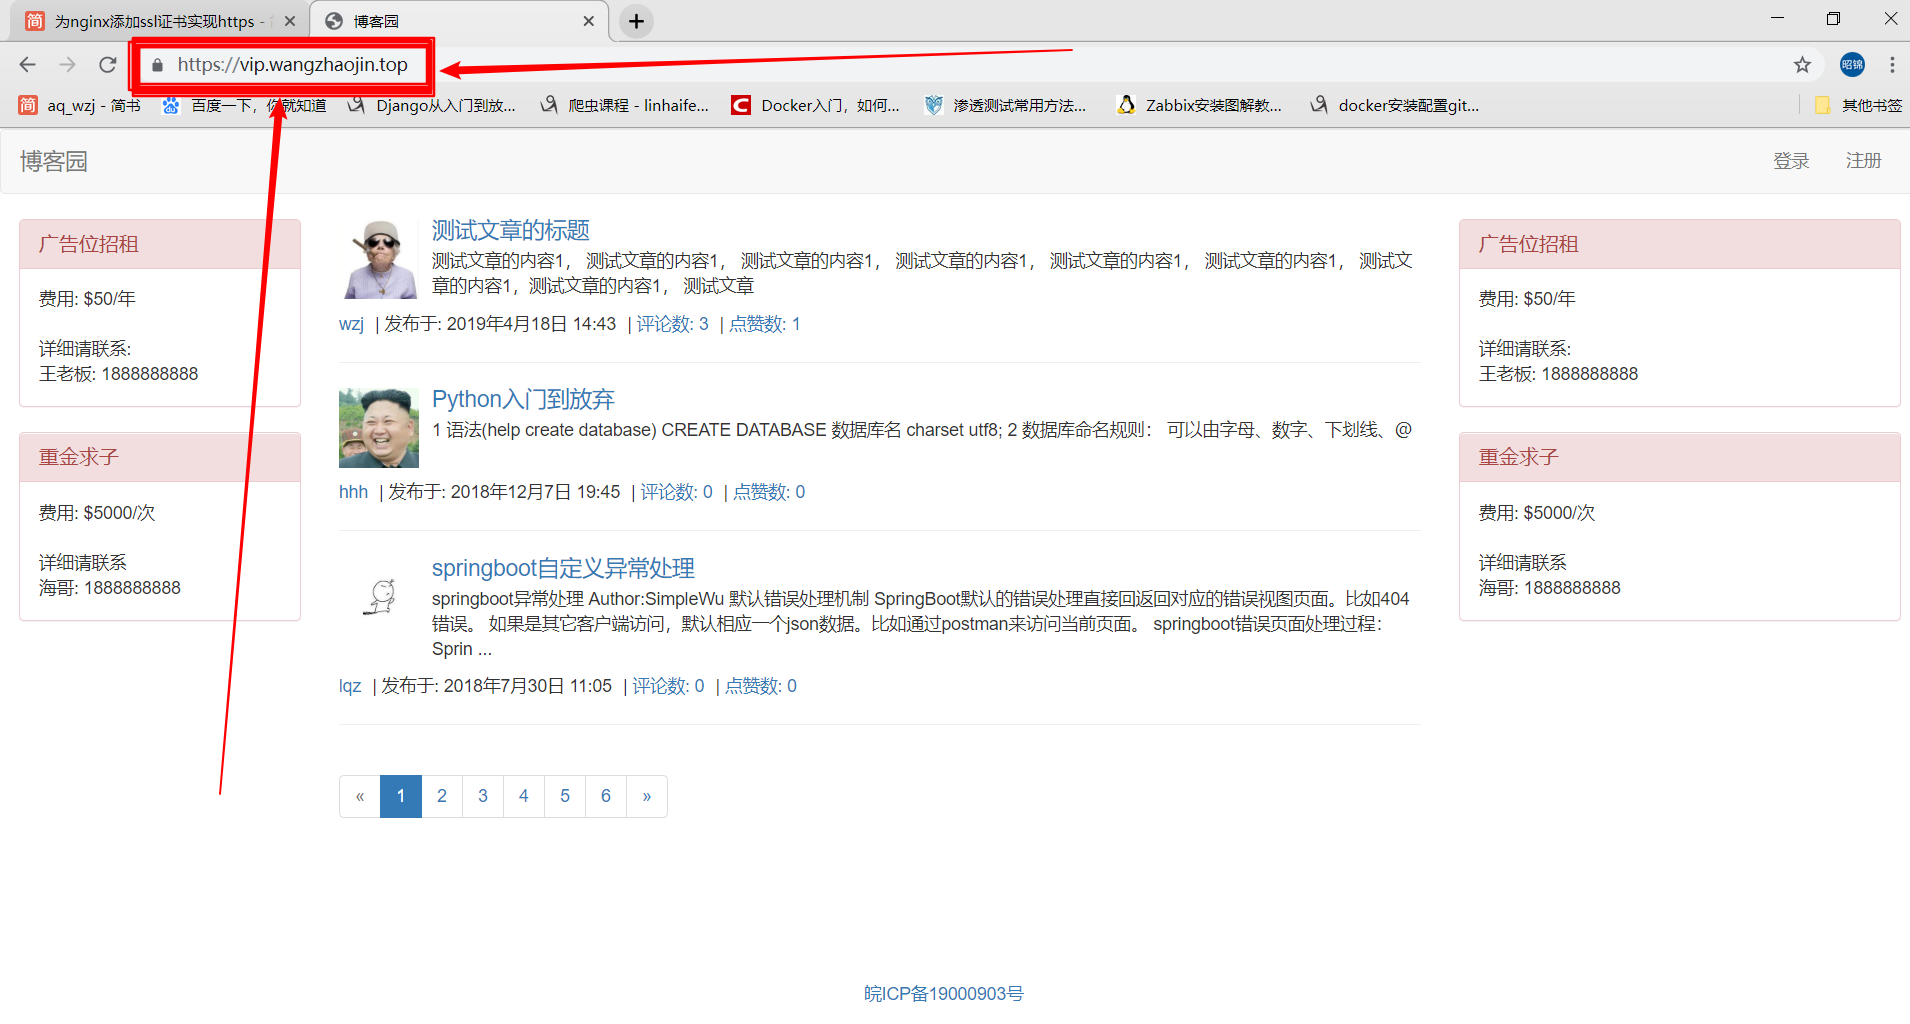 为nginx添加ssl证书实现https -
博客园
https://vip.wangzhaojin.top
昭锦
aq_wzj - 简书
百度一下，你就知道
Django从入门到放...
爬虫课程 - linhaife...
Docker入门，如何...
渗透测试常用方法...
Zabbix安装图解教...
docker安装配置git...
其他书签
博客园
登录
注册
广告位招租
费用: $50/年
详细请联系:
王老板: 1888888888
重金求子
费用: $5000/次
详细请联系
海哥: 1888888888
测试文章的标题
测试文章的内容1， 测试文章的内容1， 测试文章的内容1， 测试文章的内容1， 测试文章的内容1， 测试文章的内容1， 测试文
章的内容1，测试文章的内容1， 测试文章
wzj | 发布于: 2019年4月18日 14:43 | 评论数: 3 | 点赞数: 1
Python入门到放弃
1 语法(help create database) CREATE DATABASE 数据库名 charset utf8; 2 数据库命名规则： 可以由字母、数字、下划线、@
hhh | 发布于: 2018年12月7日 19:45 | 评论数: 0 | 点赞数: 0
springboot自定义异常处理
springboot异常处理 Author:SimpleWu 默认错误处理机制 SpringBoot默认的错误处理直接回返回对应的错误视图页面。比如404
错误。 如果是其它客户端访问，默认相应一个json数据。比如通过postman来访问当前页面。 springboot错误页面处理过程：
Sprin ...
lqz | 发布于: 2018年7月30日 11:05 | 评论数: 0 | 点赞数: 0
« 1 2 3 4 5 6 »
广告位招租
费用: $50/年
详细请联系:
王老板: 1888888888
重金求子
费用: $5000/次
详细请联系
海哥: 1888888888
皖ICP备19000903号